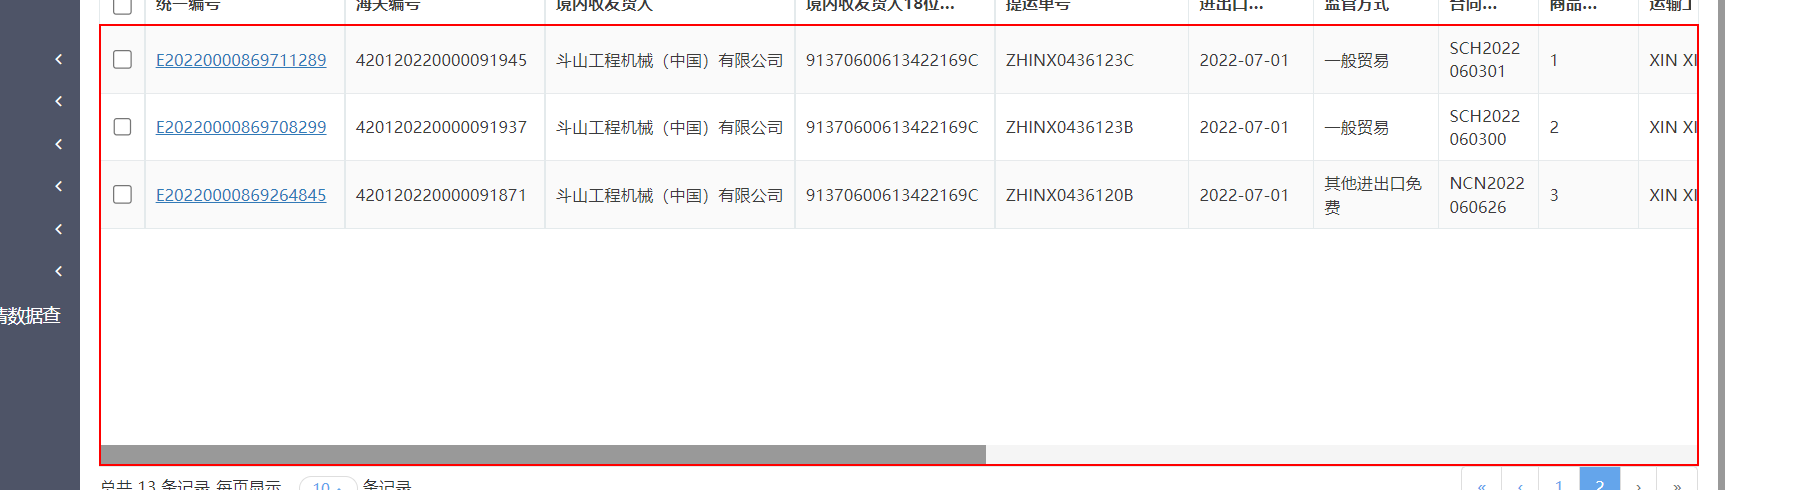 统一编号 海关编号 境内收发货人 境内收发货人18位... 提运单号 进出口... 监管方式 合同... 商品... 运输工
E20220000869711289 420120220000091945 斗山工程机械（中国）有限公司 91370600613422169C ZHINX0436123C 2022-07-01 一般贸易 SCH2022 1 XIN XI
060301
E20220000869708299 420120220000091937 斗山工程机械（中国）有限公司 91370600613422169C ZHINX0436123B 2022-07-01 一般贸易 SCH2022 2 XIN XI
060300
E20220000869264845 420120220000091871 斗山工程机械（中国）有限公司 91370600613422169C ZHINX0436120B 2022-07-01 其他进出口免 NCN2022 3 XIN XI
费 060626
数据查
总共 13 条记录 每页显示 10 条记录 « ‹ 1 2 › »